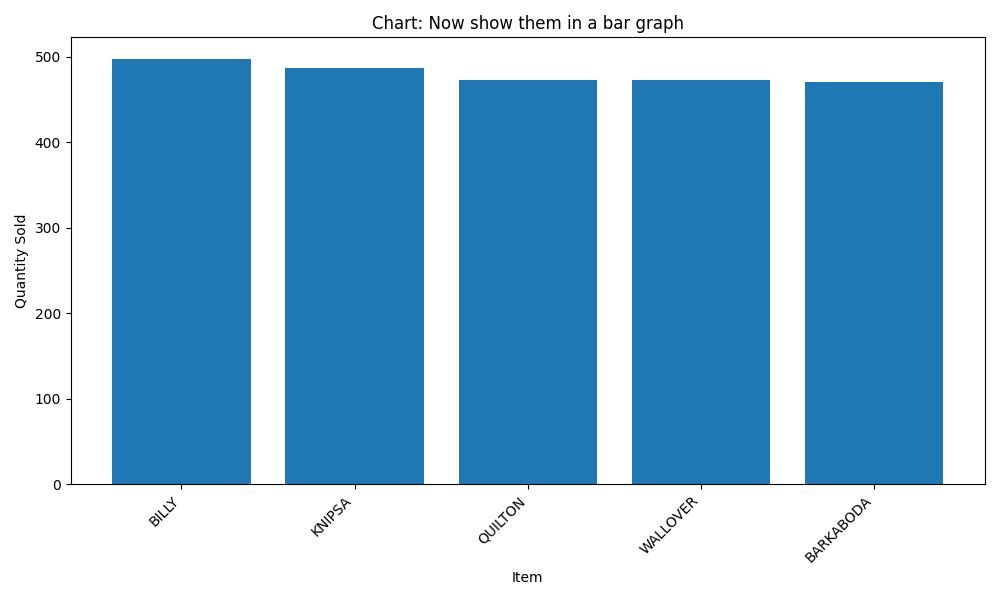 Chart: Now show them in a bar graph
500
400
300
200
100
0
Quantity Sold
BILLY
KNIPSA
QUILTON
WALLOVER
BARKABODA
Item